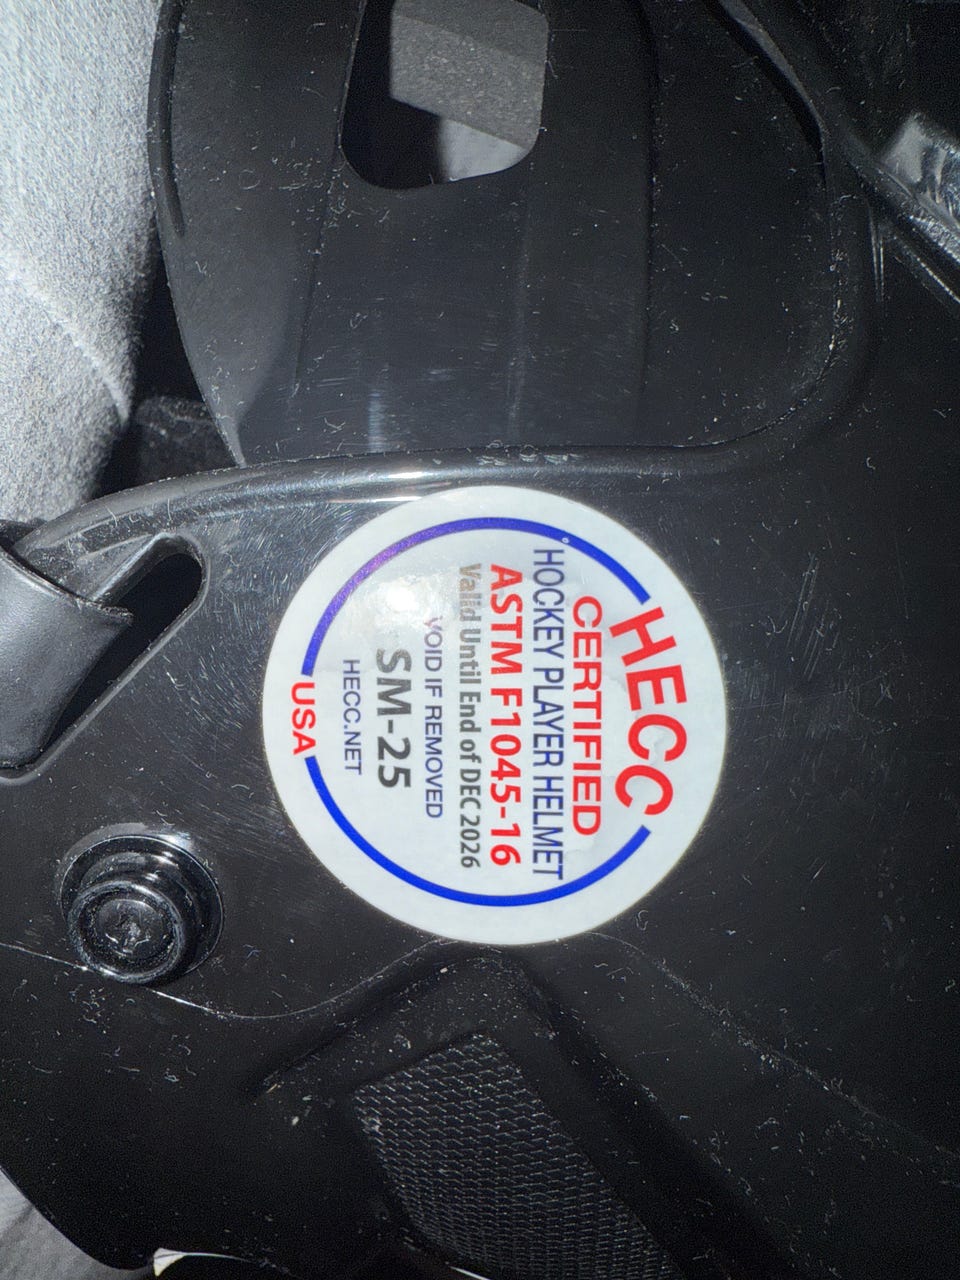 HECC
CERTIFIED
HOCKEY PLAYER HELMET
ASTM F1045-16
Valid Until End of DEC 2026
VOID IF REMOVED
SM-25
HECC.NET
USA